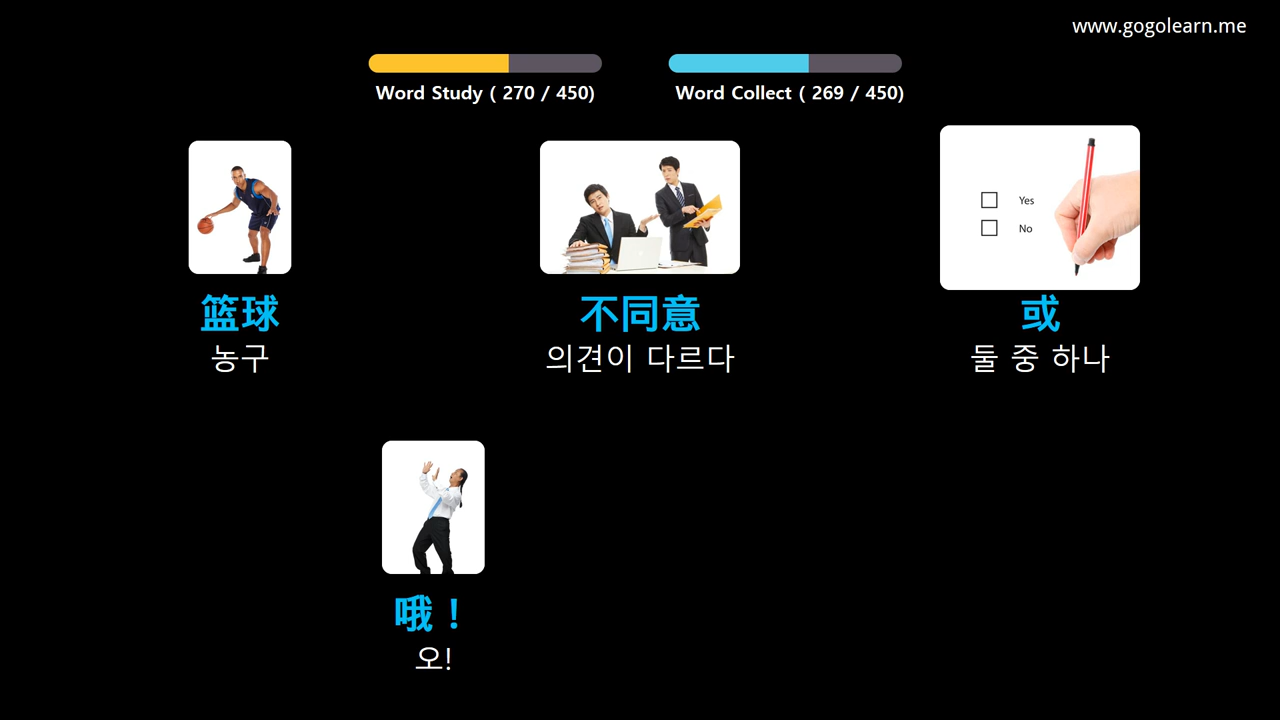 www.gogolearn.me
Word Study ( 270 / 450)
Word Collect ( 269 / 450)
Yes
No
篮球
不同意
或
농구
의견이 다르다
둘 중 하나
哦！
오!